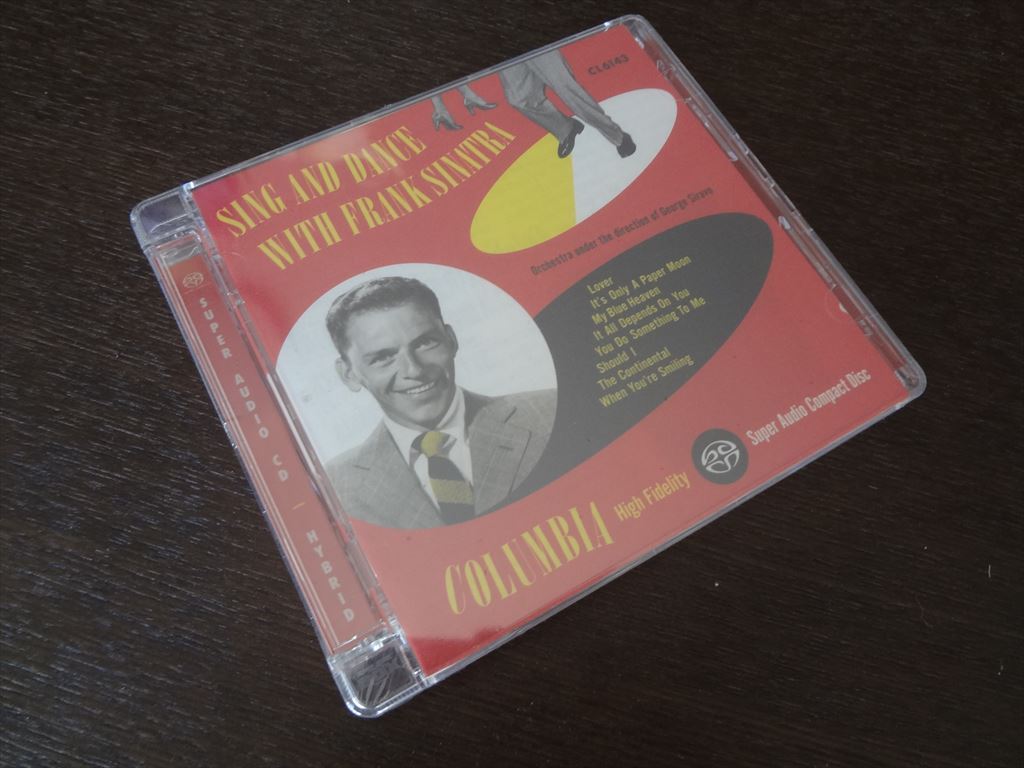 CL6143
SING AND DANCE
WITH FRANK SINATRA
Orchestra under the direction of George Siravo
Lover
It's Only A Paper Moon
My Blue Heaven
It All Depends On You
You Do Something To Me
Should I
The Continental
When You're Smiling
COLUMBIA High Fidelity Super Audio Compact Disc
SUPER AUDIO CD – HYBRID